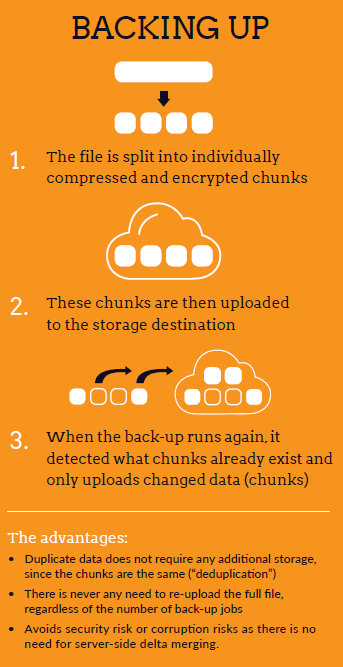 BACKING UP
1. The file is split into individually
compressed and encrypted chunks
2. These chunks are then uploaded
to the storage destination
3. When the back-up runs again, it
detected what chunks already exist and
only uploads changed data (chunks)
The advantages:
• Duplicate data does not require any additional storage,
since the chunks are the same (“deduplication”)
• There is never any need to re-upload the full file,
regardless of the number of back-up jobs
• Avoids security risk or corruption risks as there is no
need for server-side delta merging.